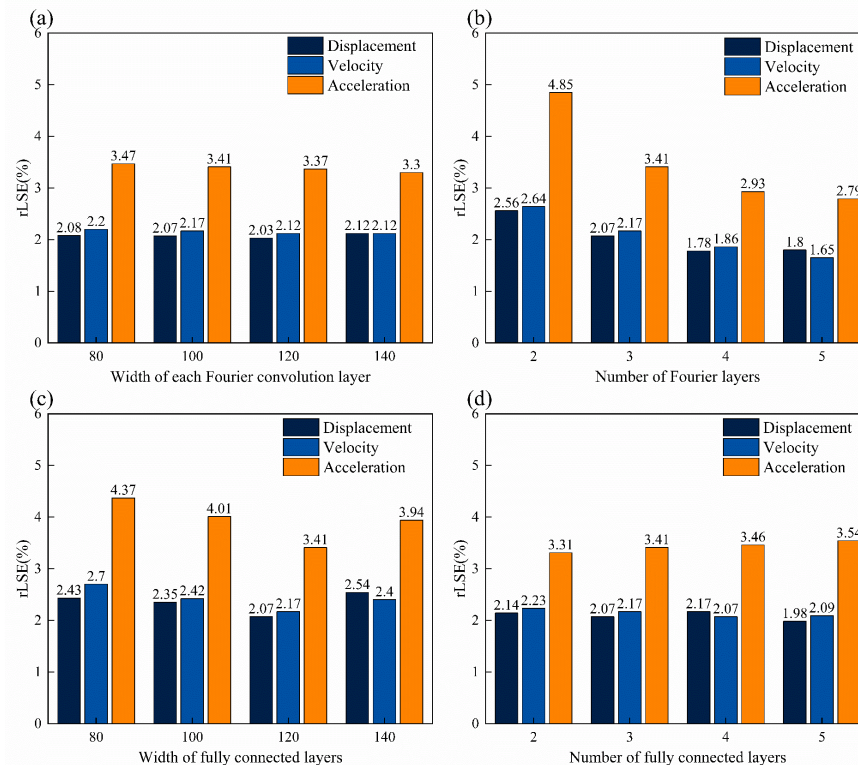 (a)
6
5
4
3
2
1
0
rLSE(%)
Displacement
Velocity
Acceleration
2.08 2.2 3.47
2.07 2.17 3.41
2.03 2.12 3.37
2.12 2.12 3.3
80 100 120 140
Width of each Fourier convolution layer
(b)
6
5
4
3
2
1
0
rLSE(%)
Displacement
Velocity
Acceleration
2.56 2.64 4.85
2.07 2.17 3.41
1.78 1.86 2.93
1.8 1.65 2.79
2 3 4 5
Number of Fourier layers
(c)
6
5
4
3
2
1
0
rLSE(%)
Displacement
Velocity
Acceleration
2.43 2.7 4.37
2.35 2.42 4.01
2.07 2.17 3.41
2.54 2.4 3.94
80 100 120 140
Width of fully connected layers
(d)
6
5
4
3
2
1
0
rLSE(%)
Displacement
Velocity
Acceleration
2.14 2.23 3.31
2.07 2.17 3.41
2.17 2.07 3.46
1.98 2.09 3.54
2 3 4 5
Number of fully connected layers